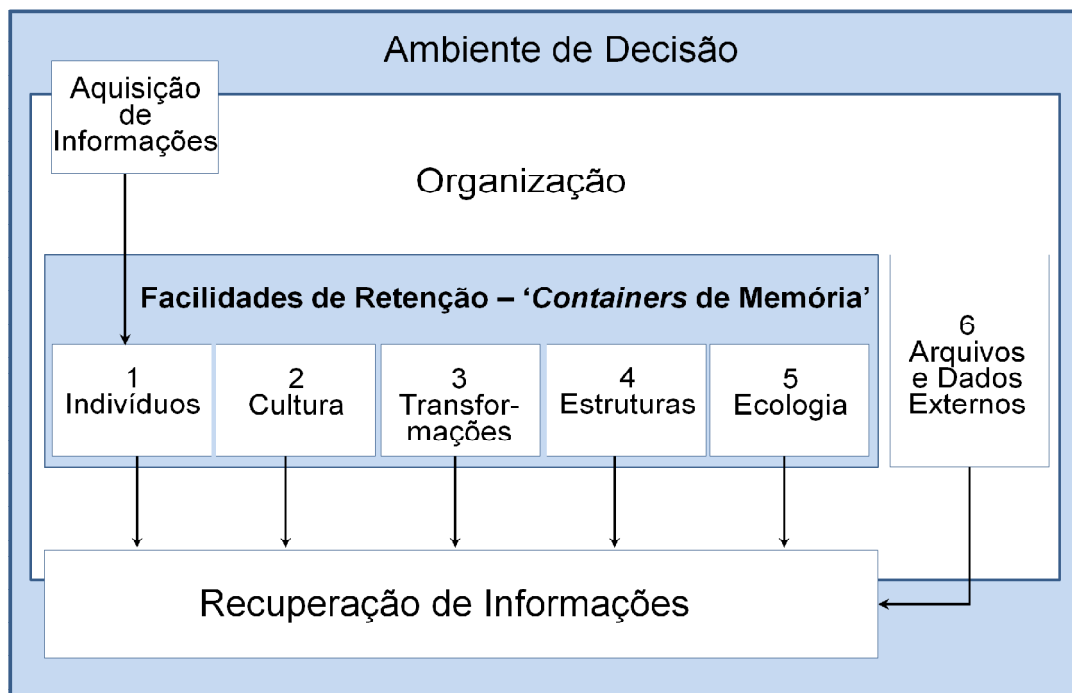 Ambiente de Decisão
Aquisição
de
Informações
Organização
Facilidades de Retenção – ‘Containers de Memória’
1
Indivíduos
2
Cultura
3
Transfor-
mações
4
Estruturas
5
Ecologia
6
Arquivos
e Dados
Externos
Recuperação de Informações